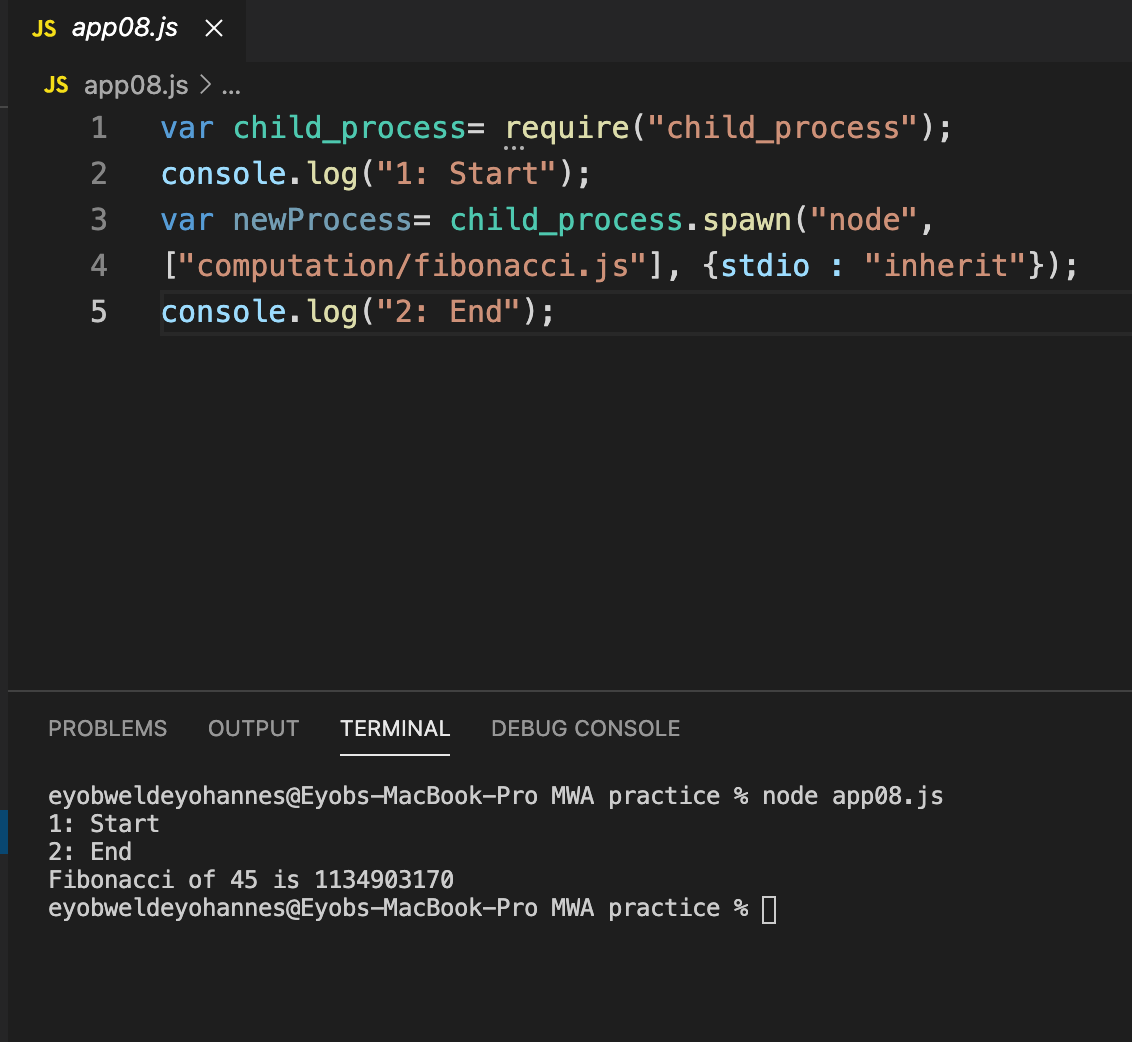 JS app08.js ×
JS app08.js > ...
1 var child_process= require("child_process");
2 console.log("1: Start");
3 var newProcess= child_process.spawn("node",
4 ["computation/fibonacci.js"], {stdio : "inherit"});
5 console.log("2: End");
PROBLEMS OUTPUT TERMINAL DEBUG CONSOLE
eyobweldeyohannes@Eyobs-MacBook-Pro MWA practice % node app08.js
1: Start
2: End
Fibonacci of 45 is 1134903170
eyobweldeyohannes@Eyobs-MacBook-Pro MWA practice %